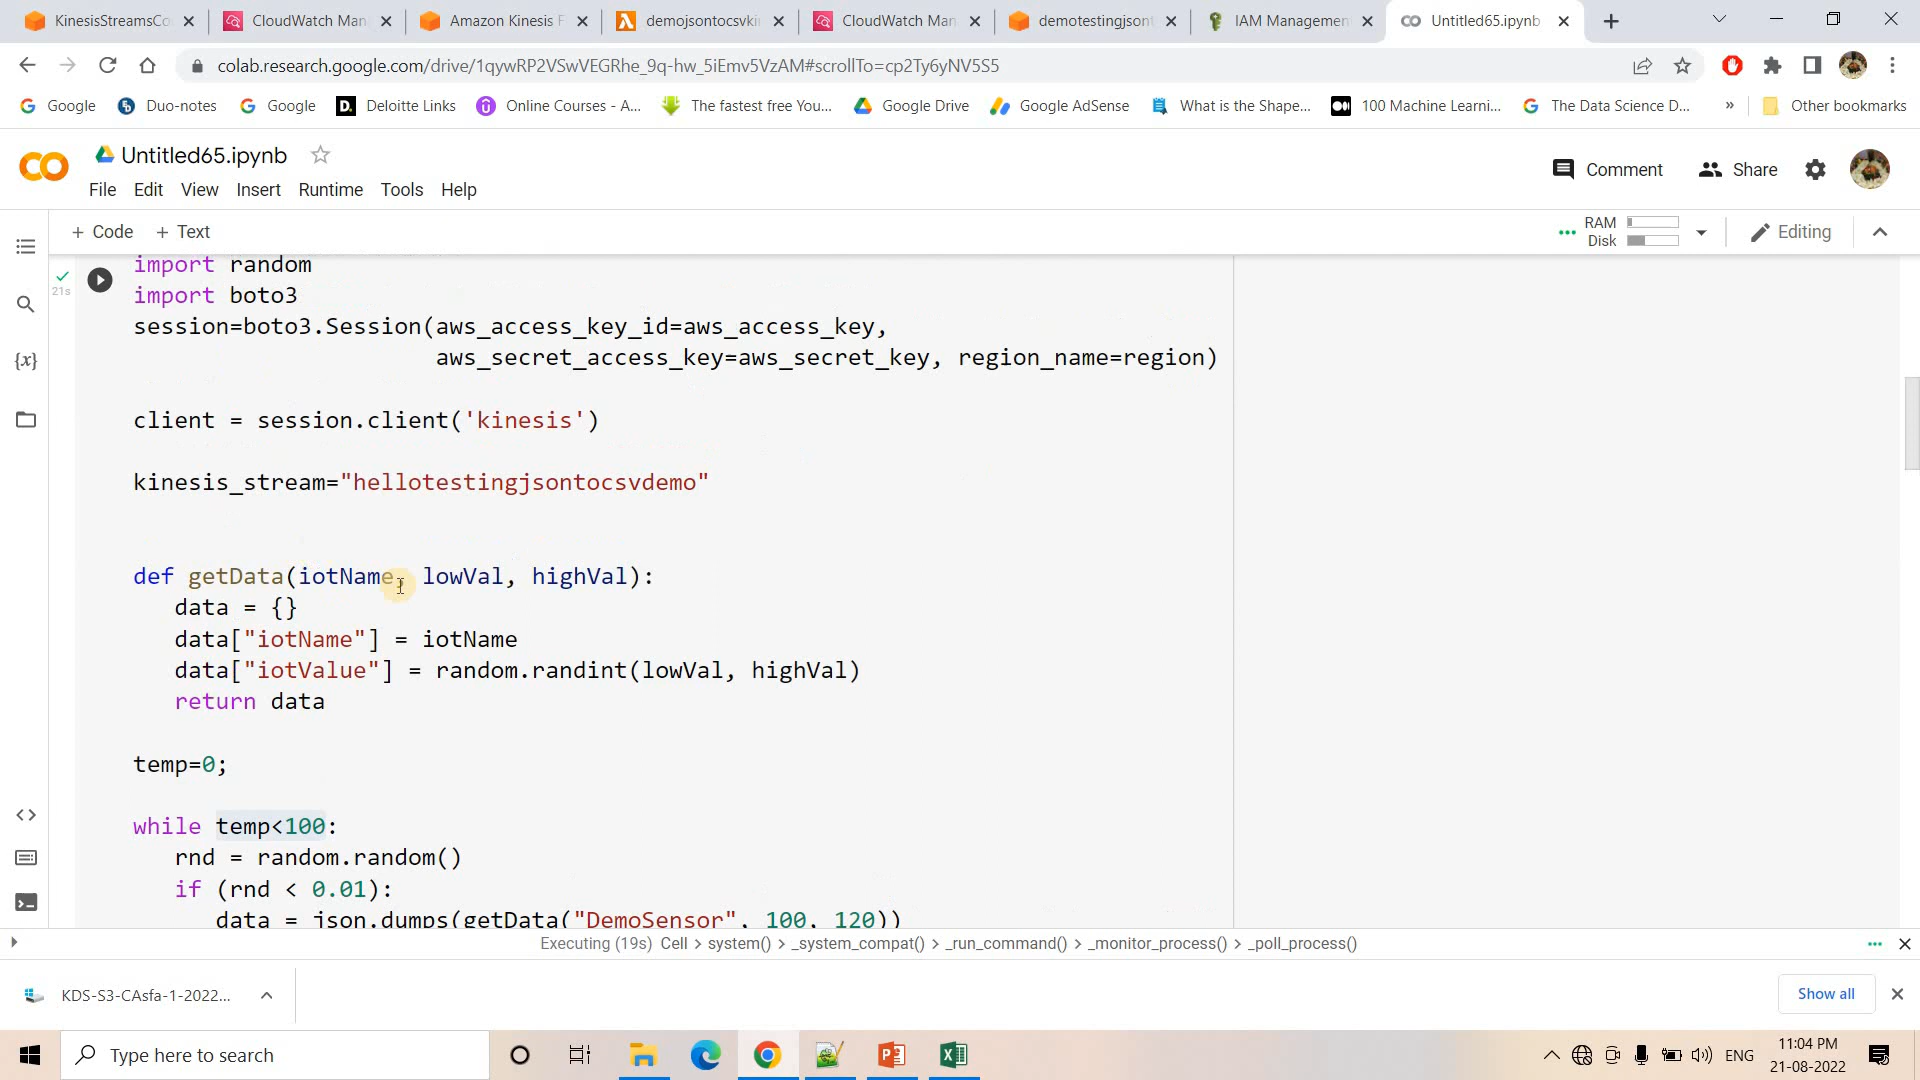 KinesisStreamsCo
CloudWatch Man
Amazon Kinesis F
demojsontocsvki
CloudWatch Man
demotestingjsont
IAM Managemen
Untitled65.ipynb
colab.research.google.com/drive/1qywRP2VSwVEGRhe_9q-hw_5iEmv5VzAM#scrollTo=cp2Ty6yNV5S5
Google
Duo-notes
Google
Deloitte Links
Online Courses - A...
The fastest free You...
Google Drive
Google AdSense
What is the Shape...
100 Machine Learni...
The Data Science D...
»
Other bookmarks
Untitled65.ipynb
Comment
Share
File Edit View Insert Runtime Tools Help
+ Code + Text
RAM
Disk
Editing
21s
import random
import boto3
session=boto3.Session(aws_access_key_id=aws_access_key,
aws_secret_access_key=aws_secret_key, region_name=region)
client = session.client('kinesis')
kinesis_stream="hellotestingjsontocsvdemo"
def getData(iotName, lowVal, highVal):
data = {}
data["iotName"] = iotName
data["iotValue"] = random.randint(lowVal, highVal)
return data
temp=0;
while temp<100:
rnd = random.random()
if (rnd < 0.01):
data = json.dumps(getData("DemoSensor", 100, 120))
Executing (19s) Cell > system() > _system_compat() > _run_command() > _monitor_process() > _poll_process()
KDS-S3-CAsfa-1-2022...
Show all
Type here to search
ENG
11:04 PM
21-08-2022